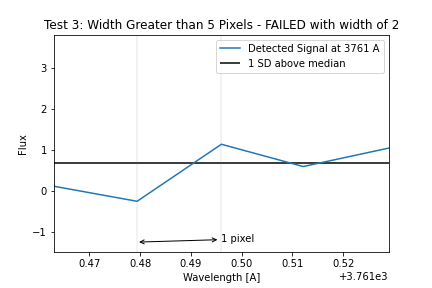 Test 3: Width Greater than 5 Pixels - FAILED with width of 2
Detected Signal at 3761 A
1 SD above median
Flux
3
2
1
0
−1
1 pixel
0.47 0.48 0.49 0.50 0.51 0.52
Wavelength [A]
+3.761e3